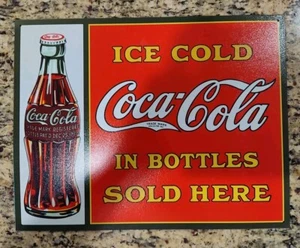 ICE COLD
Coca-Cola
IN BOTTLES
SOLD HERE
Coca-Cola